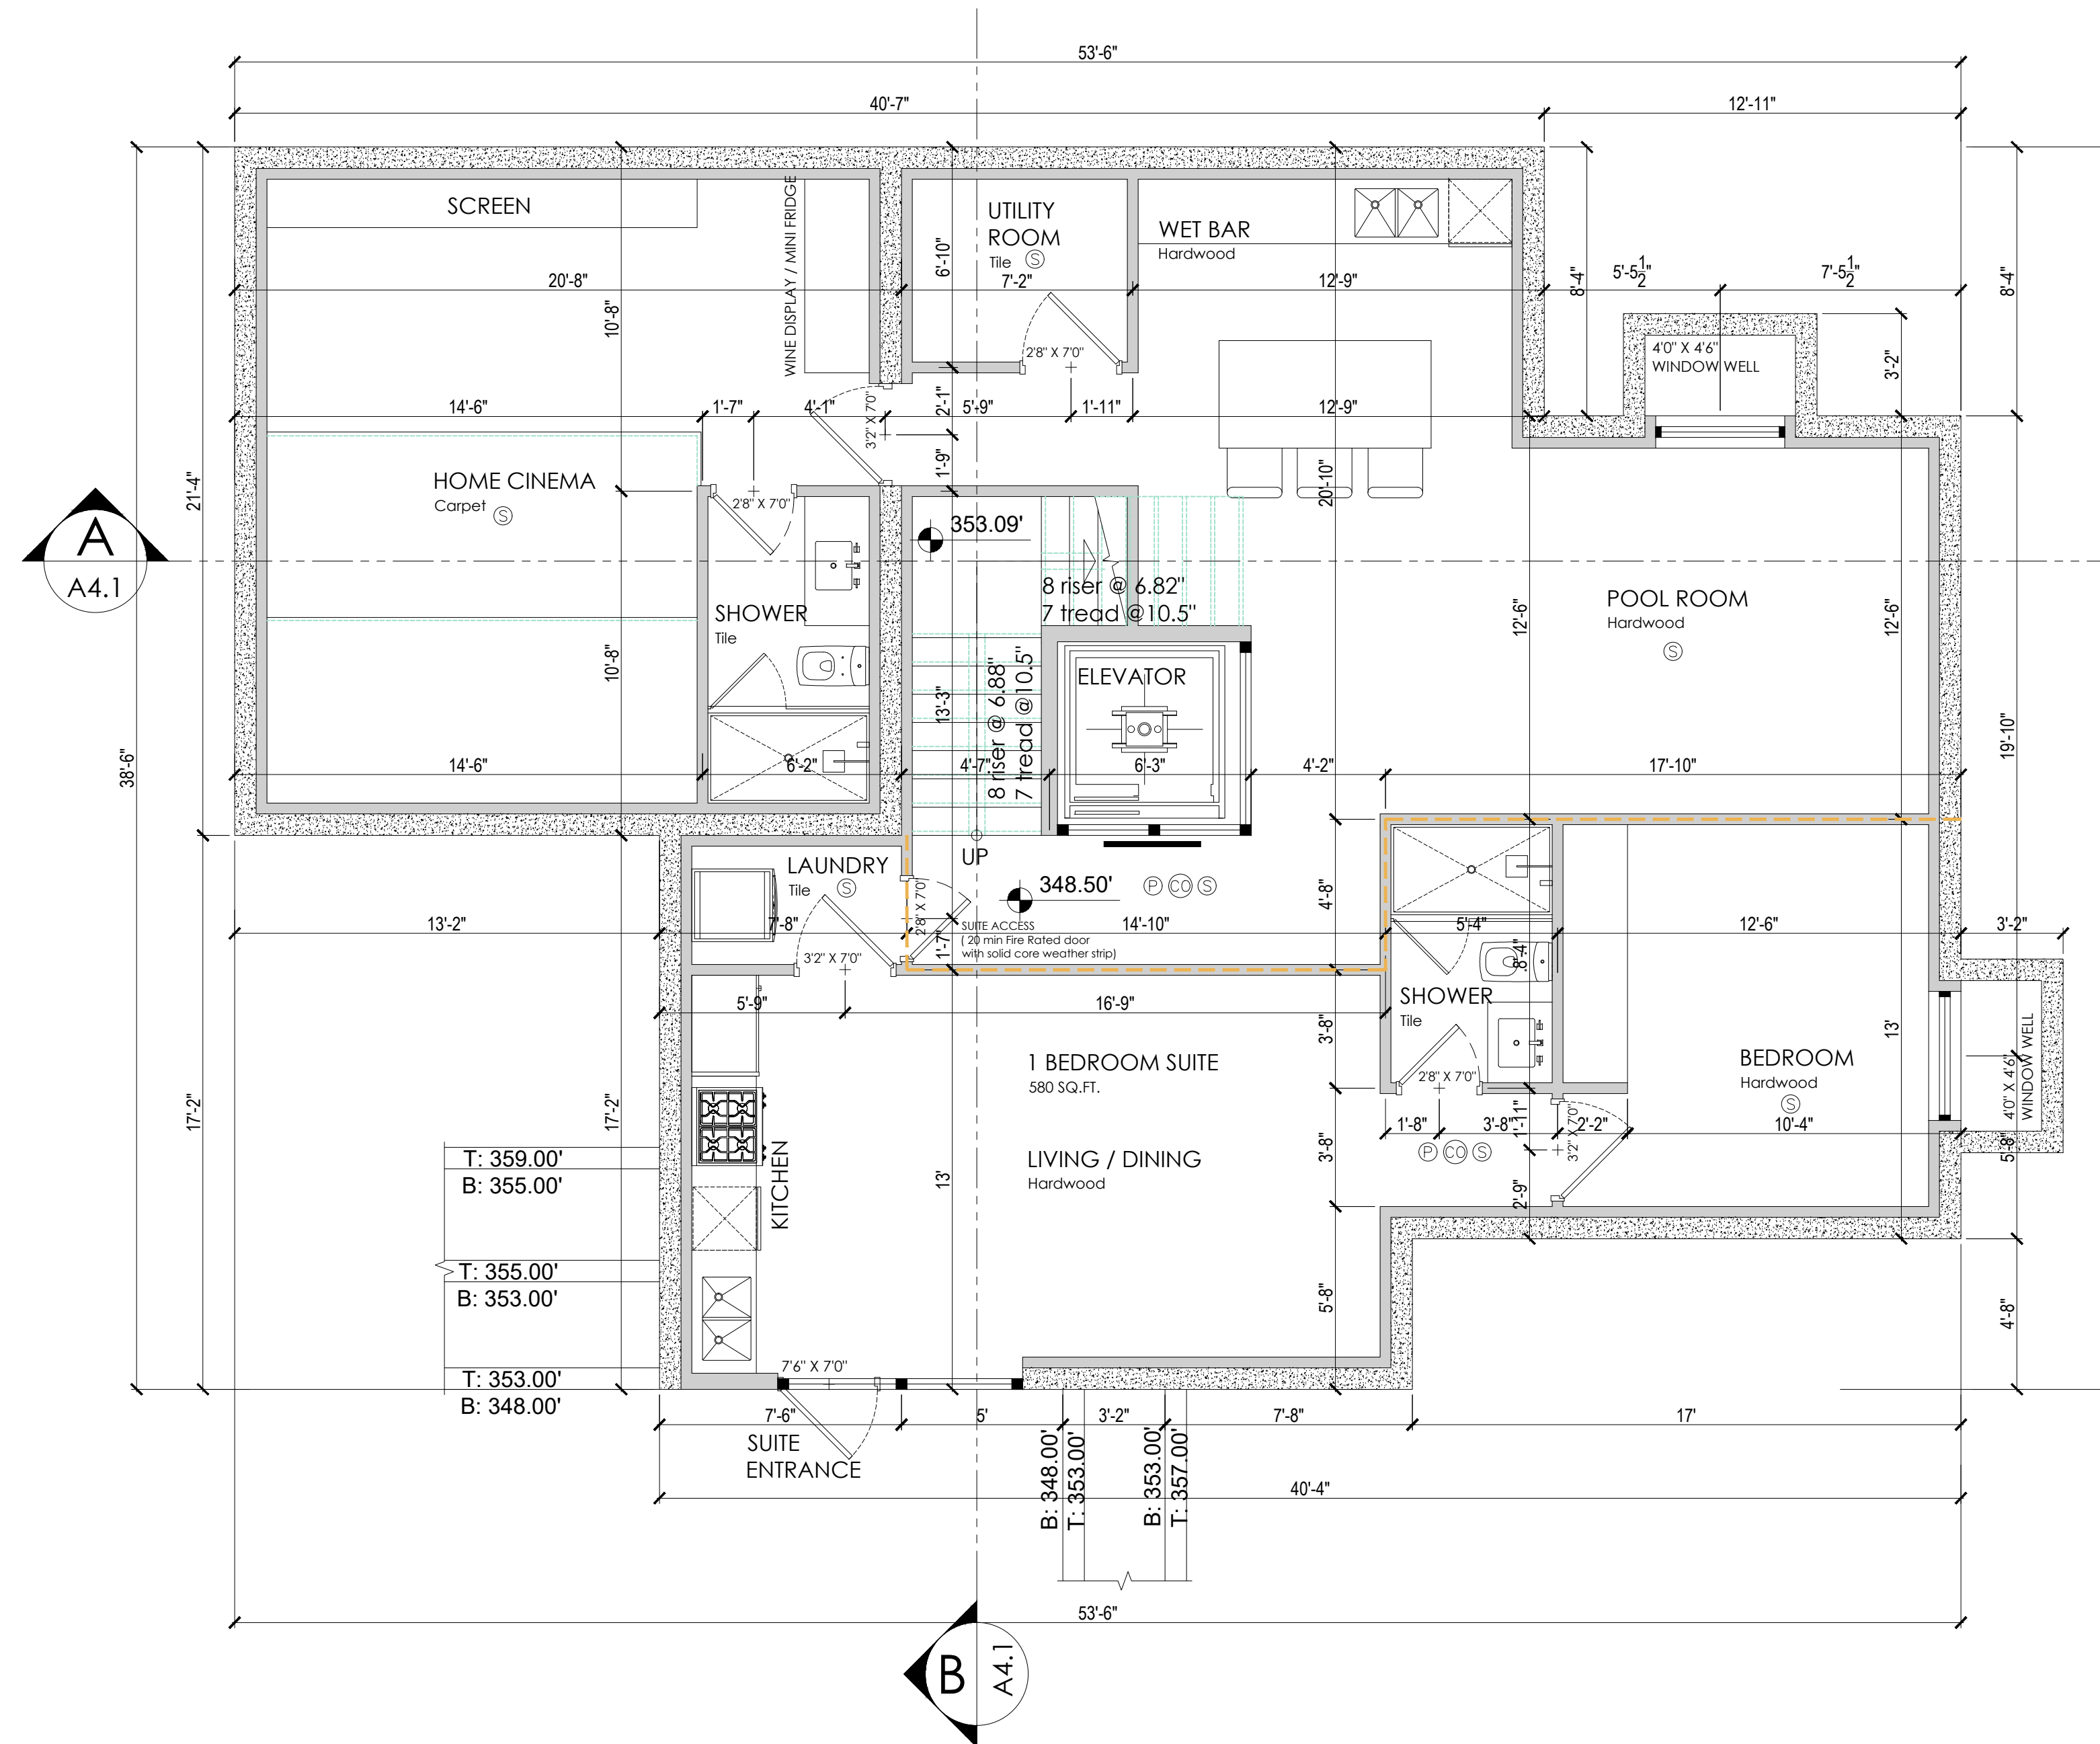 53'-6"
40'-7"
12'-11"
SCREEN
WINE DISPLAY / MINI FRIDGE
UTILITY
ROOM
Tile S
6'-10"
WET BAR
Hardwood
20'-8"
7'-2"
12'-9"
10'-8"
8'-4"
5'-5 1/2"
7'-5 1/2"
8'-4"
2'8" X 7'0"
4'0" X 4'6"
WINDOW WELL
3'-2"
14'-6"
1'-7"
4'-1"
3'2" X 7'0"
2'-1"
5'-9"
1'-11"
12'-9"
21'-4"
HOME CINEMA
Carpet S
2'8" X 7'0"
1'-9"
20'-10"
353.09'
A
A4.1
8 riser @ 6.82"
7 tread @10.5"
SHOWER
Tile
12'-6"
POOL ROOM
Hardwood
S
12'-6"
10'-8"
13'-3"
8 riser @ 6.88"
7 tread @10.5"
ELEVATOR
38'-6"
19'-10"
14'-6"
6'-2"
4'-7"
6'-3"
4'-2"
17'-10"
LAUNDRY
Tile S
UP
348.50'
P CO S
2'8" X 7'0"
4'-8"
13'-2"
7'-8"
1'-7"
SUITE ACCESS
( 20 min Fire Rated door
with solid core weather strip)
14'-10"
5'-4"
12'-6"
3'-2"
3'2" X 7'0"
8'-4"
5'-9"
16'-9"
SHOWER
Tile
3'-8"
13'
1 BEDROOM SUITE
580 SQ.FT.
BEDROOM
Hardwood
S
4'0" X 4'6"
WINDOW WELL
2'8" X 7'0"
17'-2"
17'-2"
1'-8"
3'-8"
1'-11"
3'2" X 7'0"
2'-2"
10'-4"
5'-8"
P CO S
T: 359.00'
B: 355.00'
KITCHEN
13'
LIVING / DINING
Hardwood
3'-8"
2'-9"
T: 355.00'
B: 353.00'
5'-8"
4'-8"
T: 353.00'
B: 348.00'
7'6" X 7'0"
7'-6"
5'
3'-2"
7'-8"
17'
SUITE
ENTRANCE
B: 348.00'
T: 353.00'
B: 353.00'
T: 357.00'
40'-4"
53'-6"
B
A4.1